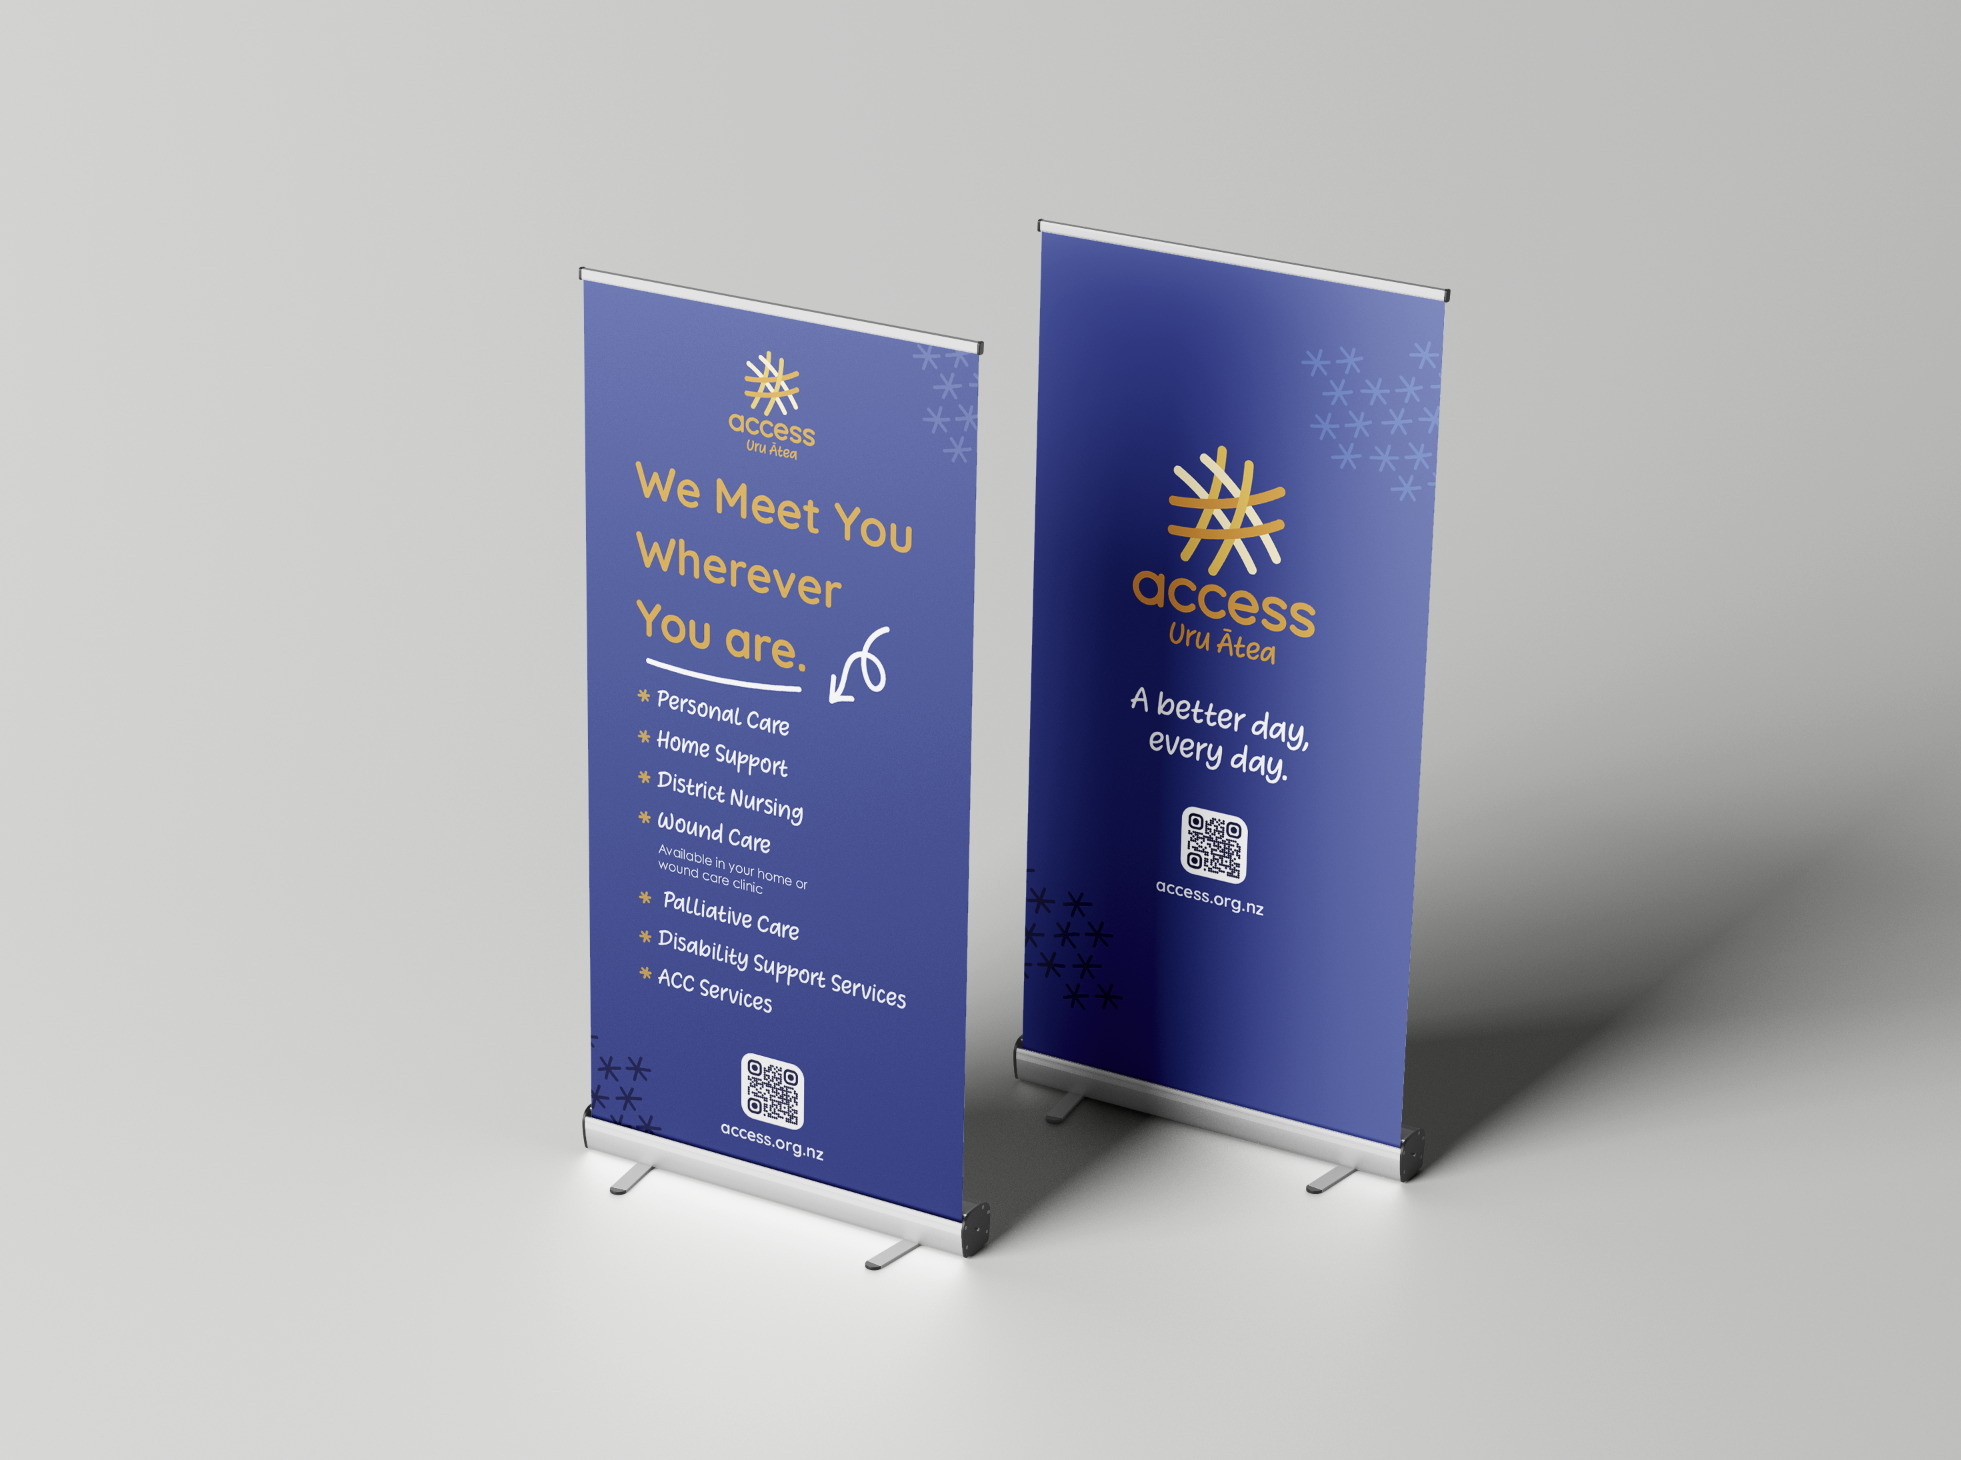 access
Uru Ātea
We Meet You
Wherever
You are.
Personal Care
Home Support
District Nursing
Wound Care
Available in your home or
wound care clinic
Palliative Care
Disability Support Services
ACC Services
access.org.nz
access
Uru Ātea
A better day,
every day.
access.org.nz